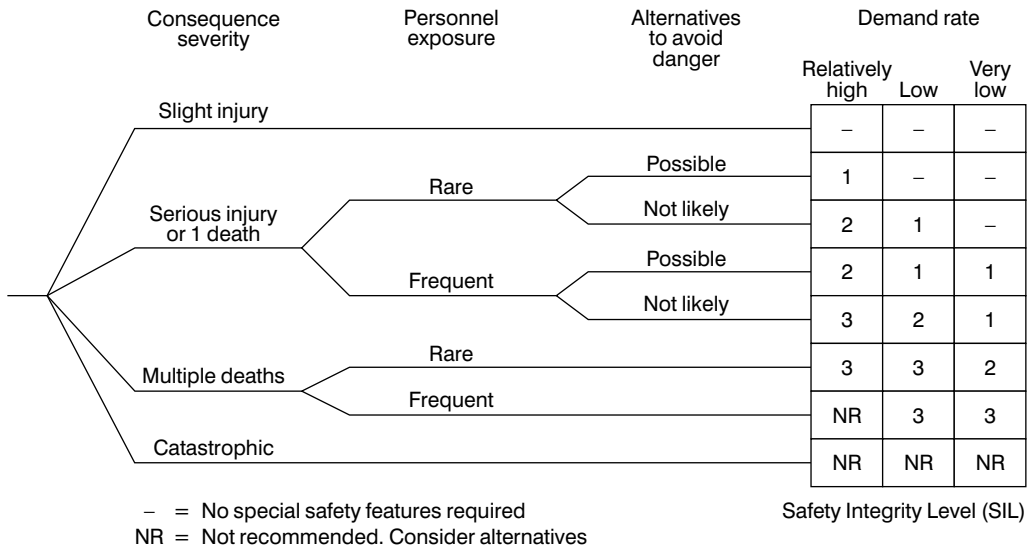 Consequence
severity
Personnel
exposure
Alternatives
to avoid
danger
Demand rate
Relatively
high
Low
Very
low
Slight injury
– – –
Serious injury
or 1 death
Rare
Possible
1 – –
Not likely
2 1 –
Frequent
Possible
2 1 1
Not likely
3 2 1
Multiple deaths
Rare
3 3 2
Frequent
NR 3 3
Catastrophic
NR NR NR
– = No special safety features required
NR = Not recommended. Consider alternatives
Safety Integrity Level (SIL)